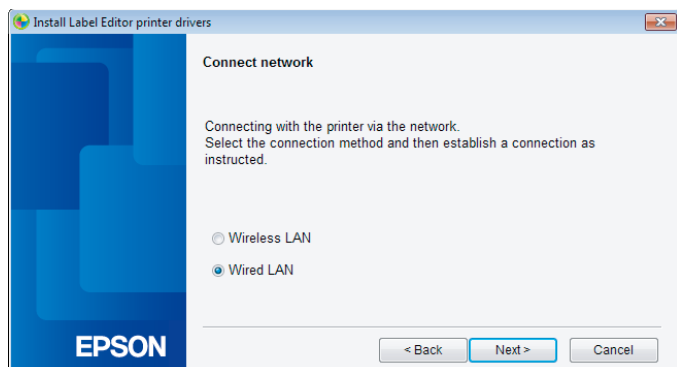 Install Label Editor printer drivers
Connect network
Connecting with the printer via the network.
Select the connection method and then establish a connection as
instructed.
Wireless LAN
Wired LAN
EPSON
< Back
Next >
Cancel